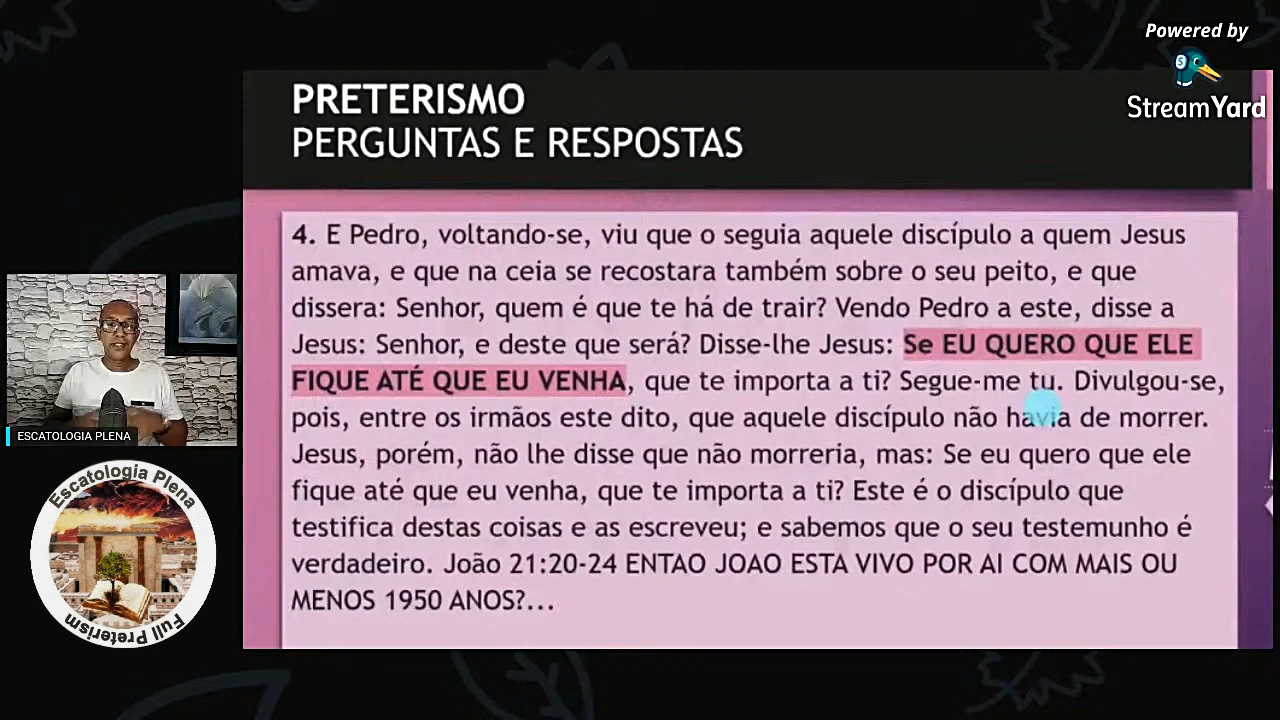 Powered by
StreamYard
PRETERISMO
PERGUNTAS E RESPOSTAS
4. E Pedro, voltando-se, viu que o seguia aquele discípulo a quem Jesus
amava, e que na ceia se recostara também sobre o seu peito, e que
dissera: Senhor, quem é que te há de trair? Vendo Pedro a este, disse a
Jesus: Senhor, e deste que será? Disse-lhe Jesus: Se EU QUERO QUE ELE
FIQUE ATÉ QUE EU VENHA, que te importa a ti? Segue-me tu. Divulgou-se,
pois, entre os irmãos este dito, que aquele discípulo não havia de morrer.
Jesus, porém, não lhe disse que não morreria, mas: Se eu quero que ele
fique até que eu venha, que te importa a ti? Este é o discípulo que
testifica destas coisas e as escreveu; e sabemos que o seu testemunho é
verdadeiro. João 21:20-24 ENTAO JOAO ESTA VIVO POR AI COM MAIS OU
MENOS 1950 ANOS?...
ESCATOLOGIA PLENA
Escatologia Plena
Full Preterism